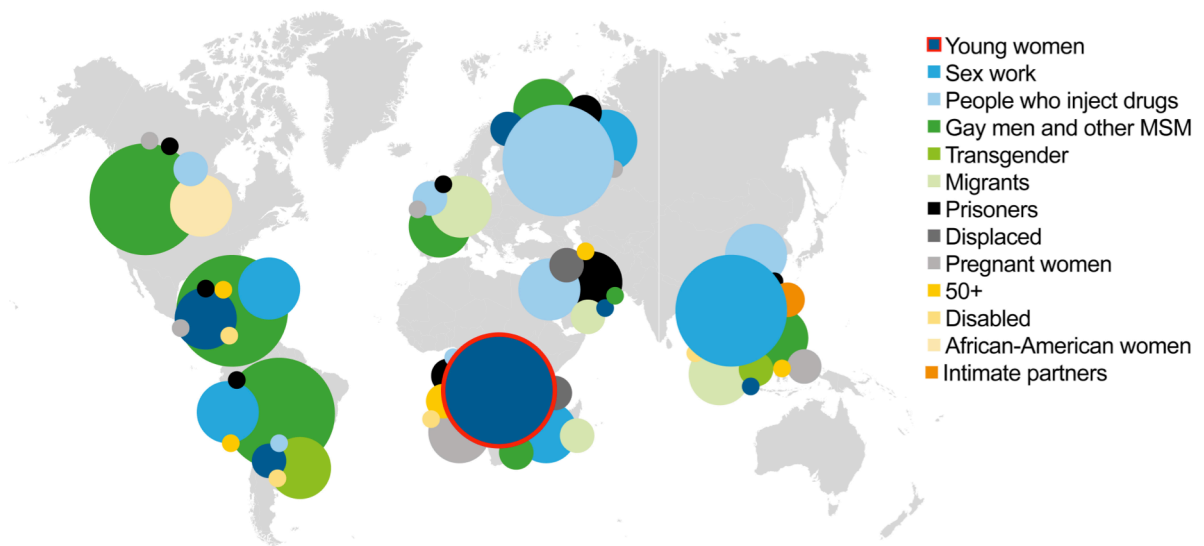 Young women
Sex work
People who inject drugs
Gay men and other MSM
Transgender
Migrants
Prisoners
Displaced
Pregnant women
50+
Disabled
African-American women
Intimate partners